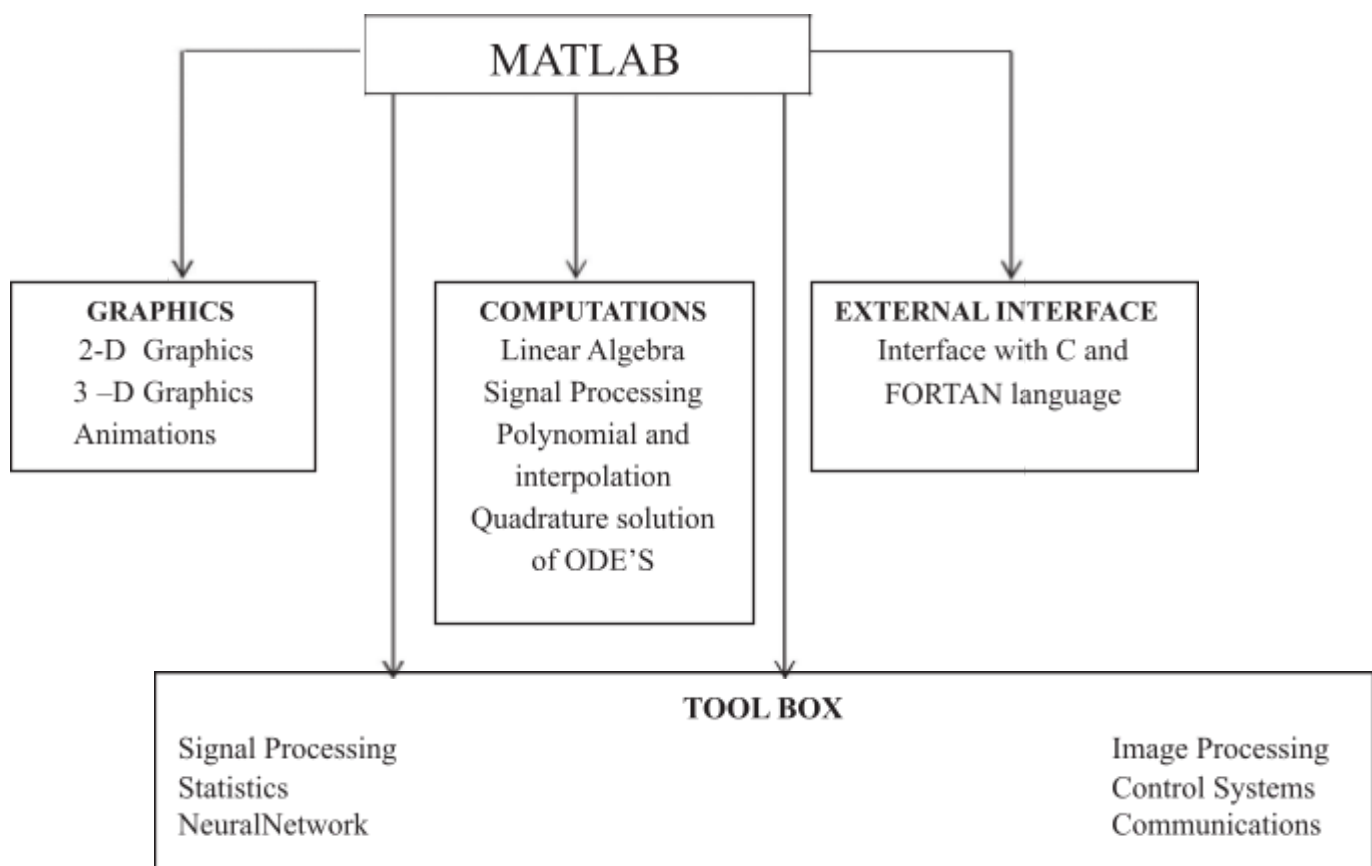 MATLAB
GRAPHICS
2-D Graphics
3 –D Graphics
Animations
COMPUTATIONS
Linear Algebra
Signal Processing
Polynomial and
interpolation
Quadrature solution
of ODE’S
EXTERNAL INTERFACE
Interface with C and
FORTAN language
TOOL BOX
Signal Processing
Statistics
NeuralNetwork
Image Processing
Control Systems
Communications